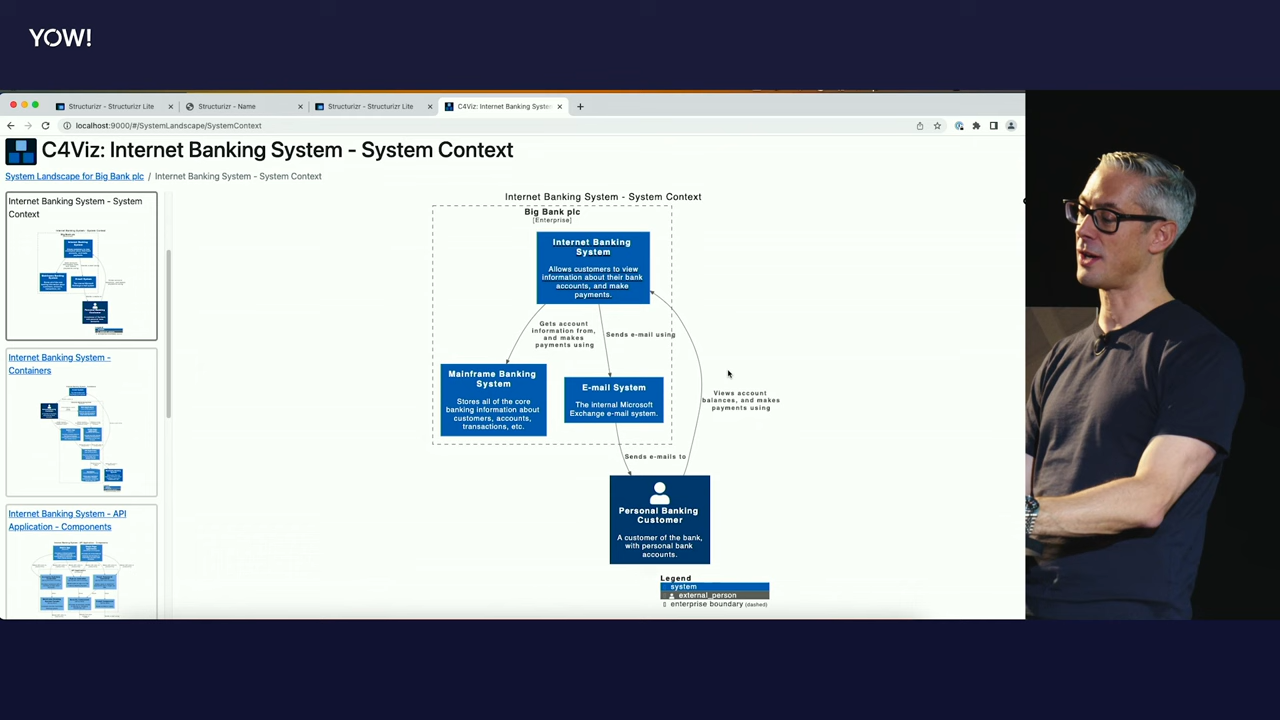 YOW!
Structurizr - Structurizr Lite
Structurizr - Name
Structurizr - Structurizr Lite
C4Viz: Internet Banking System
localhost:9000/#/SystemLandscape/SystemContext
C4Viz: Internet Banking System - System Context
System Landscape for Big Bank plc / Internet Banking System - System Context
Internet Banking System - System
Context
Internet Banking System -
Containers
Internet Banking System - API
Application - Components
Internet Banking System - System Context
Big Bank plc
[Enterprise]
Internet Banking
System
Allows customers to view
information about their bank
accounts, and make
payments.
Gets account
information from,
and makes
payments using
Sends e-mail using
Mainframe Banking
System
Stores all of the core
banking information about
customers, accounts,
transactions, etc.
E-mail System
The internal Microsoft
Exchange e-mail system.
Views account
balances, and makes
payments using
Sends e-mails to
Personal Banking
Customer
A customer of the bank,
with personal bank
accounts.
Legend
system
external_person
enterprise boundary (dashed)